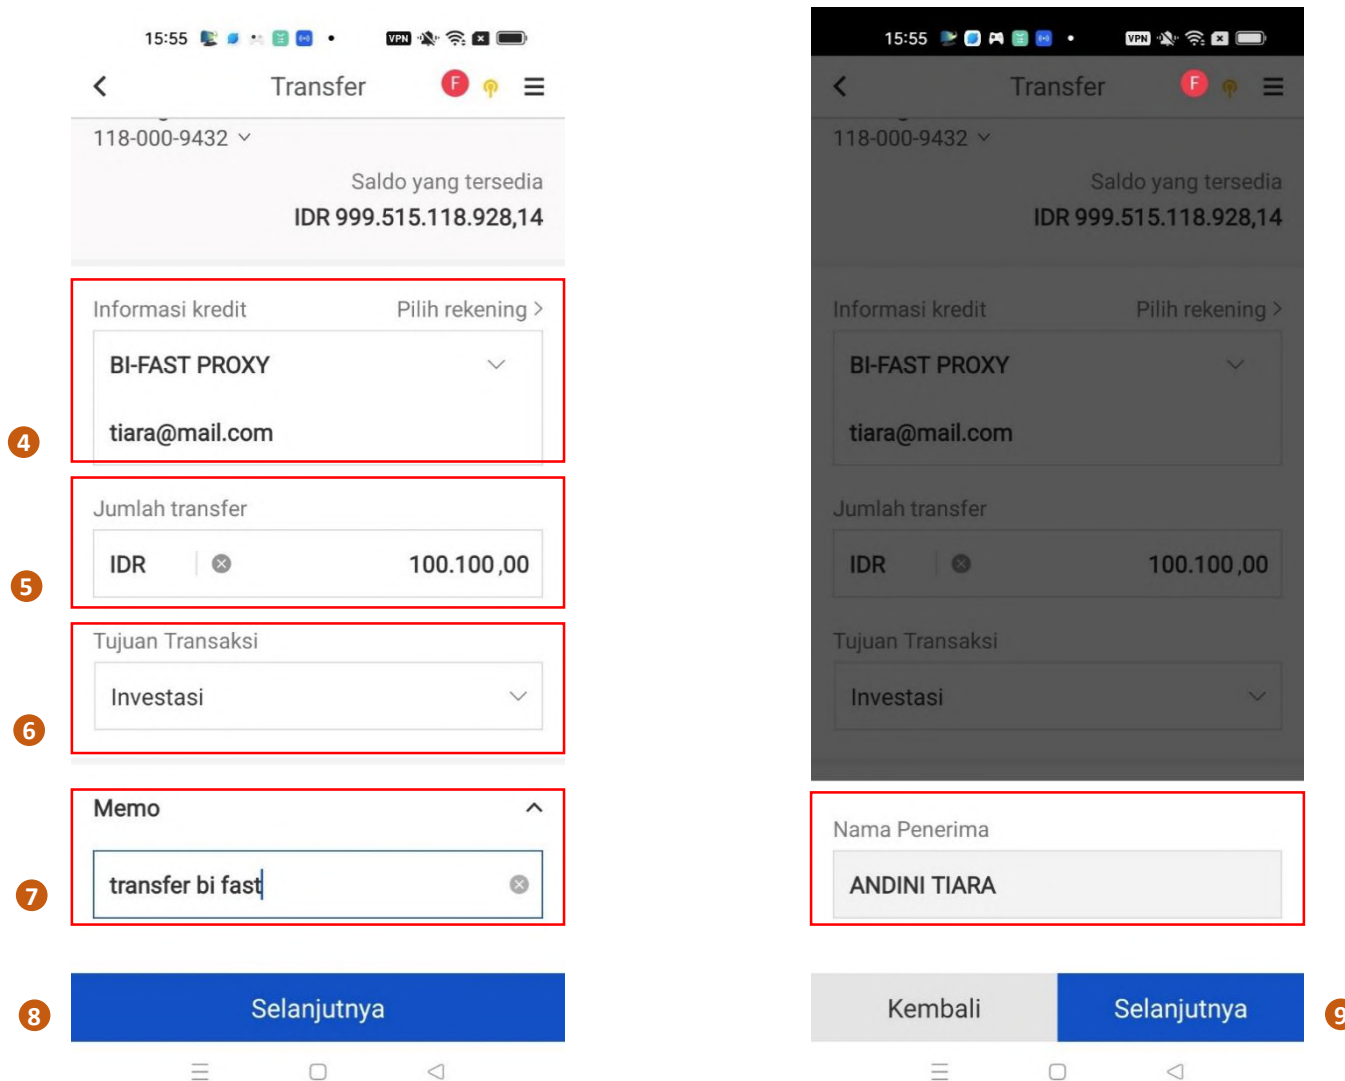 15:55
VPN
Transfer
F
118-000-9432
Saldo yang tersedia
IDR 999.515.118.928,14
Informasi kredit
Pilih rekening >
BI-FAST PROXY
4
tiara@mail.com
Jumlah transfer
5
IDR
100.100,00
Tujuan Transaksi
6
Investasi
Memo
7
transfer bi fast
8
Selanjutnya
15:55
VPN
Transfer
F
118-000-9432
Saldo yang tersedia
IDR 999.515.118.928,14
Informasi kredit
Pilih rekening >
BI-FAST PROXY
tiara@mail.com
Jumlah transfer
IDR
100.100,00
Tujuan Transaksi
Investasi
Nama Penerima
ANDINI TIARA
Kembali
Selanjutnya
9